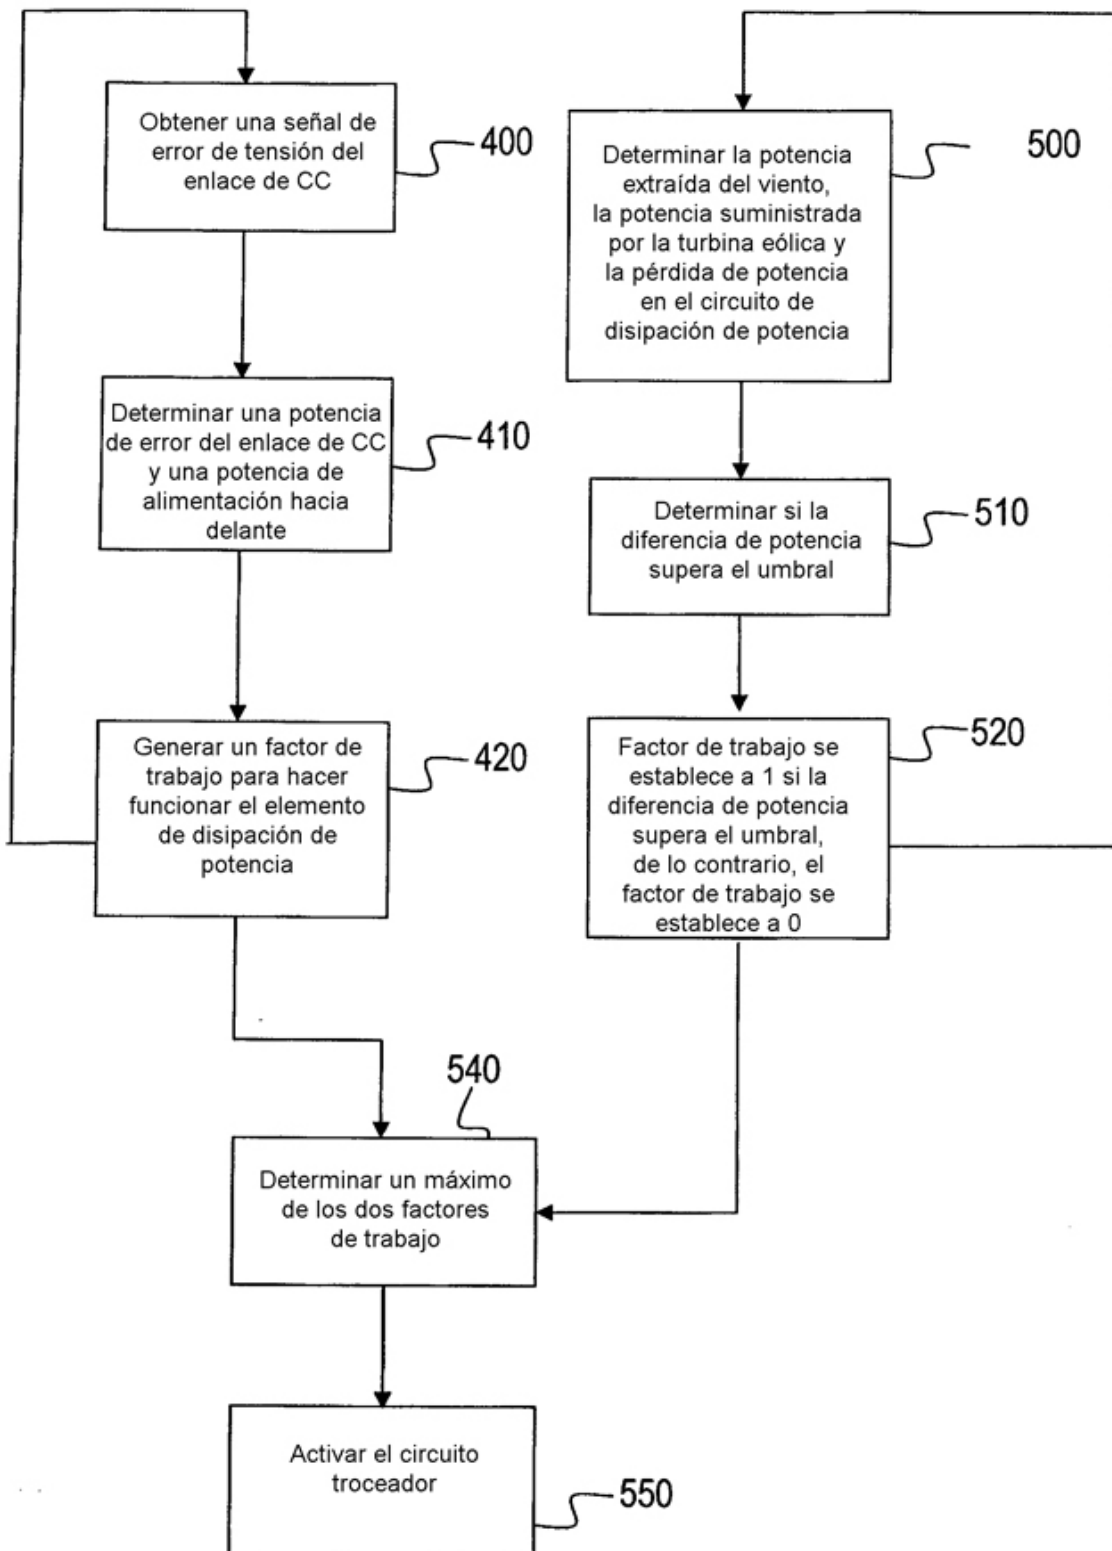 Obtener una señal de
error de tensión del
enlace de CC
400
Determinar una potencia
de error del enlace de CC
y una potencia de
alimentación hacia
delante
410
Generar un factor de
trabajo para hacer
funcionar el elemento
de disipación de
potencia
420
Determinar la potencia
extraída del viento,
la potencia suministrada
por la turbina eólica y
la pérdida de potencia
en el circuito de
disipación de potencia
500
Determinar si la
diferencia de potencia
supera el umbral
510
Factor de trabajo se
establece a 1 si la
diferencia de potencia
supera el umbral,
de lo contrario, el
factor de trabajo se
establece a 0
520
540
Determinar un máximo
de los dos factores
de trabajo
Activar el circuito
troceador
550